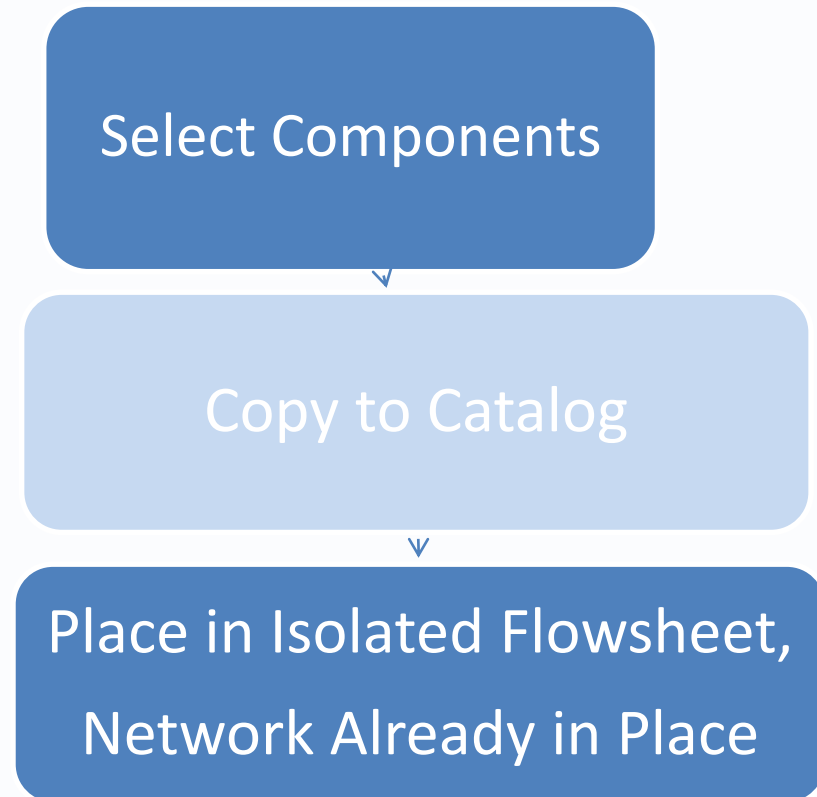 Select Components
Copy to Catalog
Place in Isolated Flowsheet,
Network Already in Place